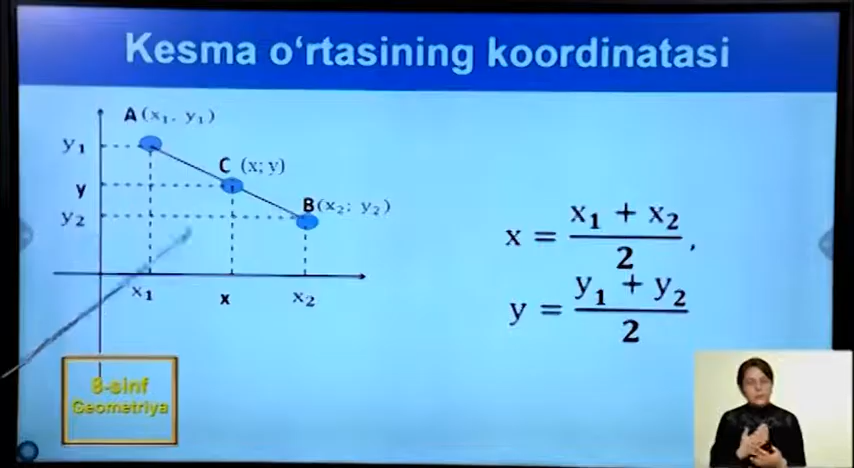 Kesma o‘rtasining koordinatasi
A (x₁. y₁)
y₁
C (x; y)
y
B (x₂; y₂)
y₂
x₁ x x₂
x = (x₁ + x₂)/2,
y = (y₁ + y₂)/2
8-sinf
Geometriya